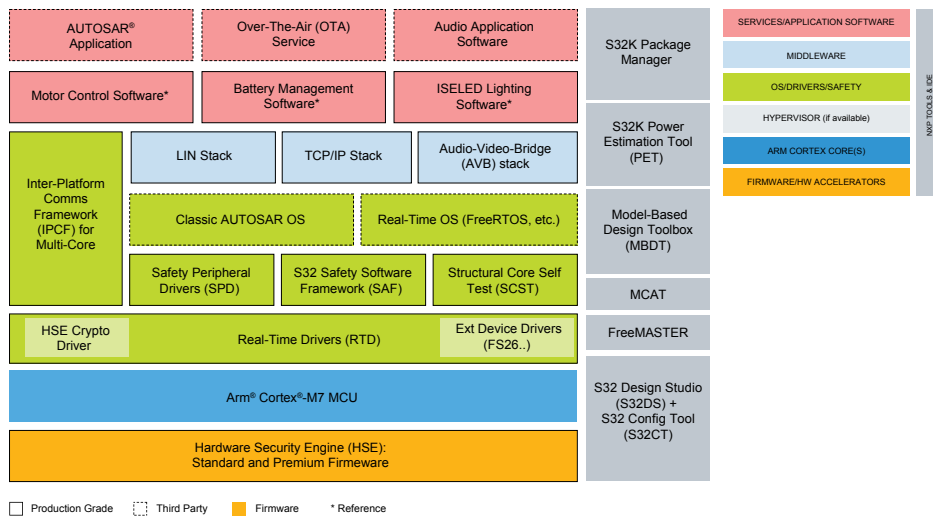 AUTOSAR®
Application
Over-The-Air (OTA)
Service
Audio Application
Software
Motor Control Software*
Battery Management
Software*
ISELED Lighting
Software*
Inter-Platform
Comms
Framework
(IPCF) for
Multi-Core
LIN Stack
TCP/IP Stack
Audio-Video-Bridge
(AVB) stack
Classic AUTOSAR OS
Real-Time OS (FreeRTOS, etc.)
Safety Peripheral
Drivers (SPD)
S32 Safety Software
Framework (SAF)
Structural Core Self
Test (SCST)
HSE Crypto
Driver
Real-Time Drivers (RTD)
Ext Device Drivers
(FS26..)
Arm® Cortex®-M7 MCU
Hardware Security Engine (HSE):
Standard and Premium Firmeware
S32K Package
Manager
S32K Power
Estimation Tool
(PET)
Model-Based
Design Toolbox
(MBDT)
MCAT
FreeMASTER
S32 Design Studio
(S32DS) +
S32 Config Tool
(S32CT)
SERVICES/APPLICATION SOFTWARE
MIDDLEWARE
OS/DRIVERS/SAFETY
HYPERVISOR (if available)
ARM CORTEX CORE(S)
FIRMWARE/HW ACCELERATORS
NXP TOOLS & IDE
Production Grade
Third Party
Firmware
* Reference